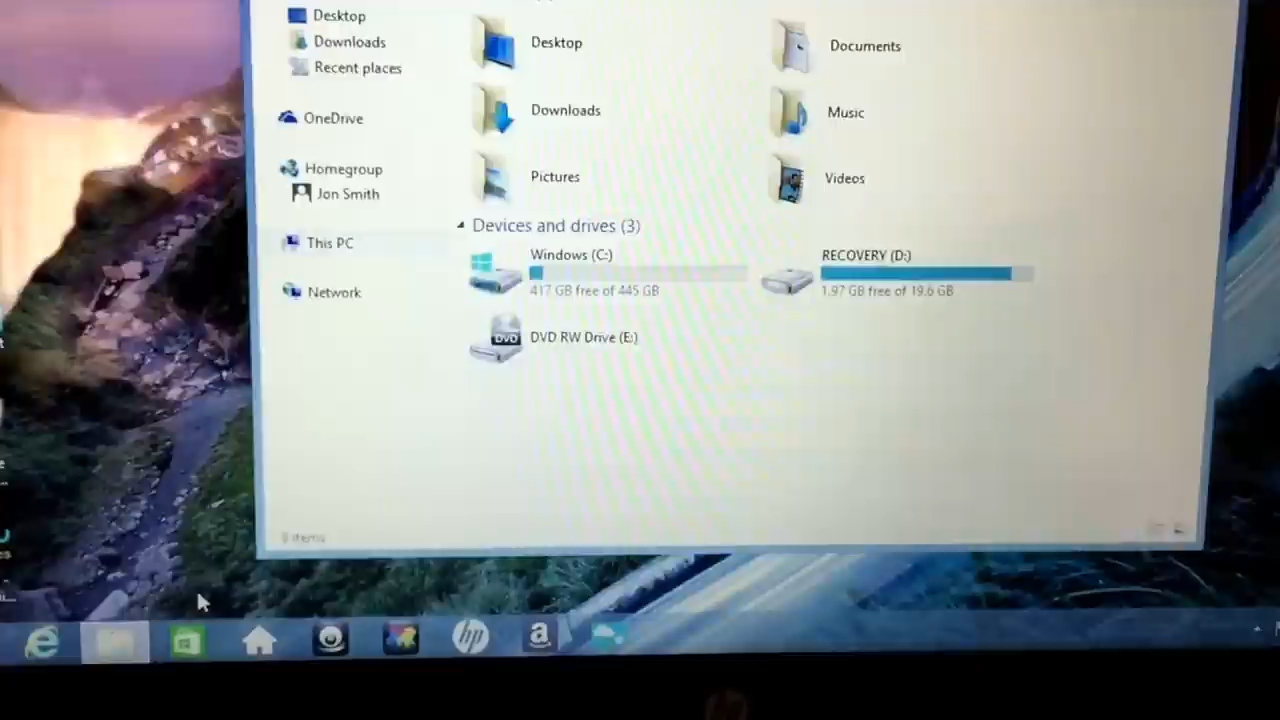 Desktop
Downloads
Recent places
OneDrive
Homegroup
Jon Smith
This PC
Network
Desktop
Documents
Downloads
Music
Pictures
Videos
Devices and drives (3)
Windows (C:)
417 GB free of 445 GB
RECOVERY (D:)
1.97 GB free of 19.6 GB
DVD
DVD RW Drive (E:)
items
hp
a